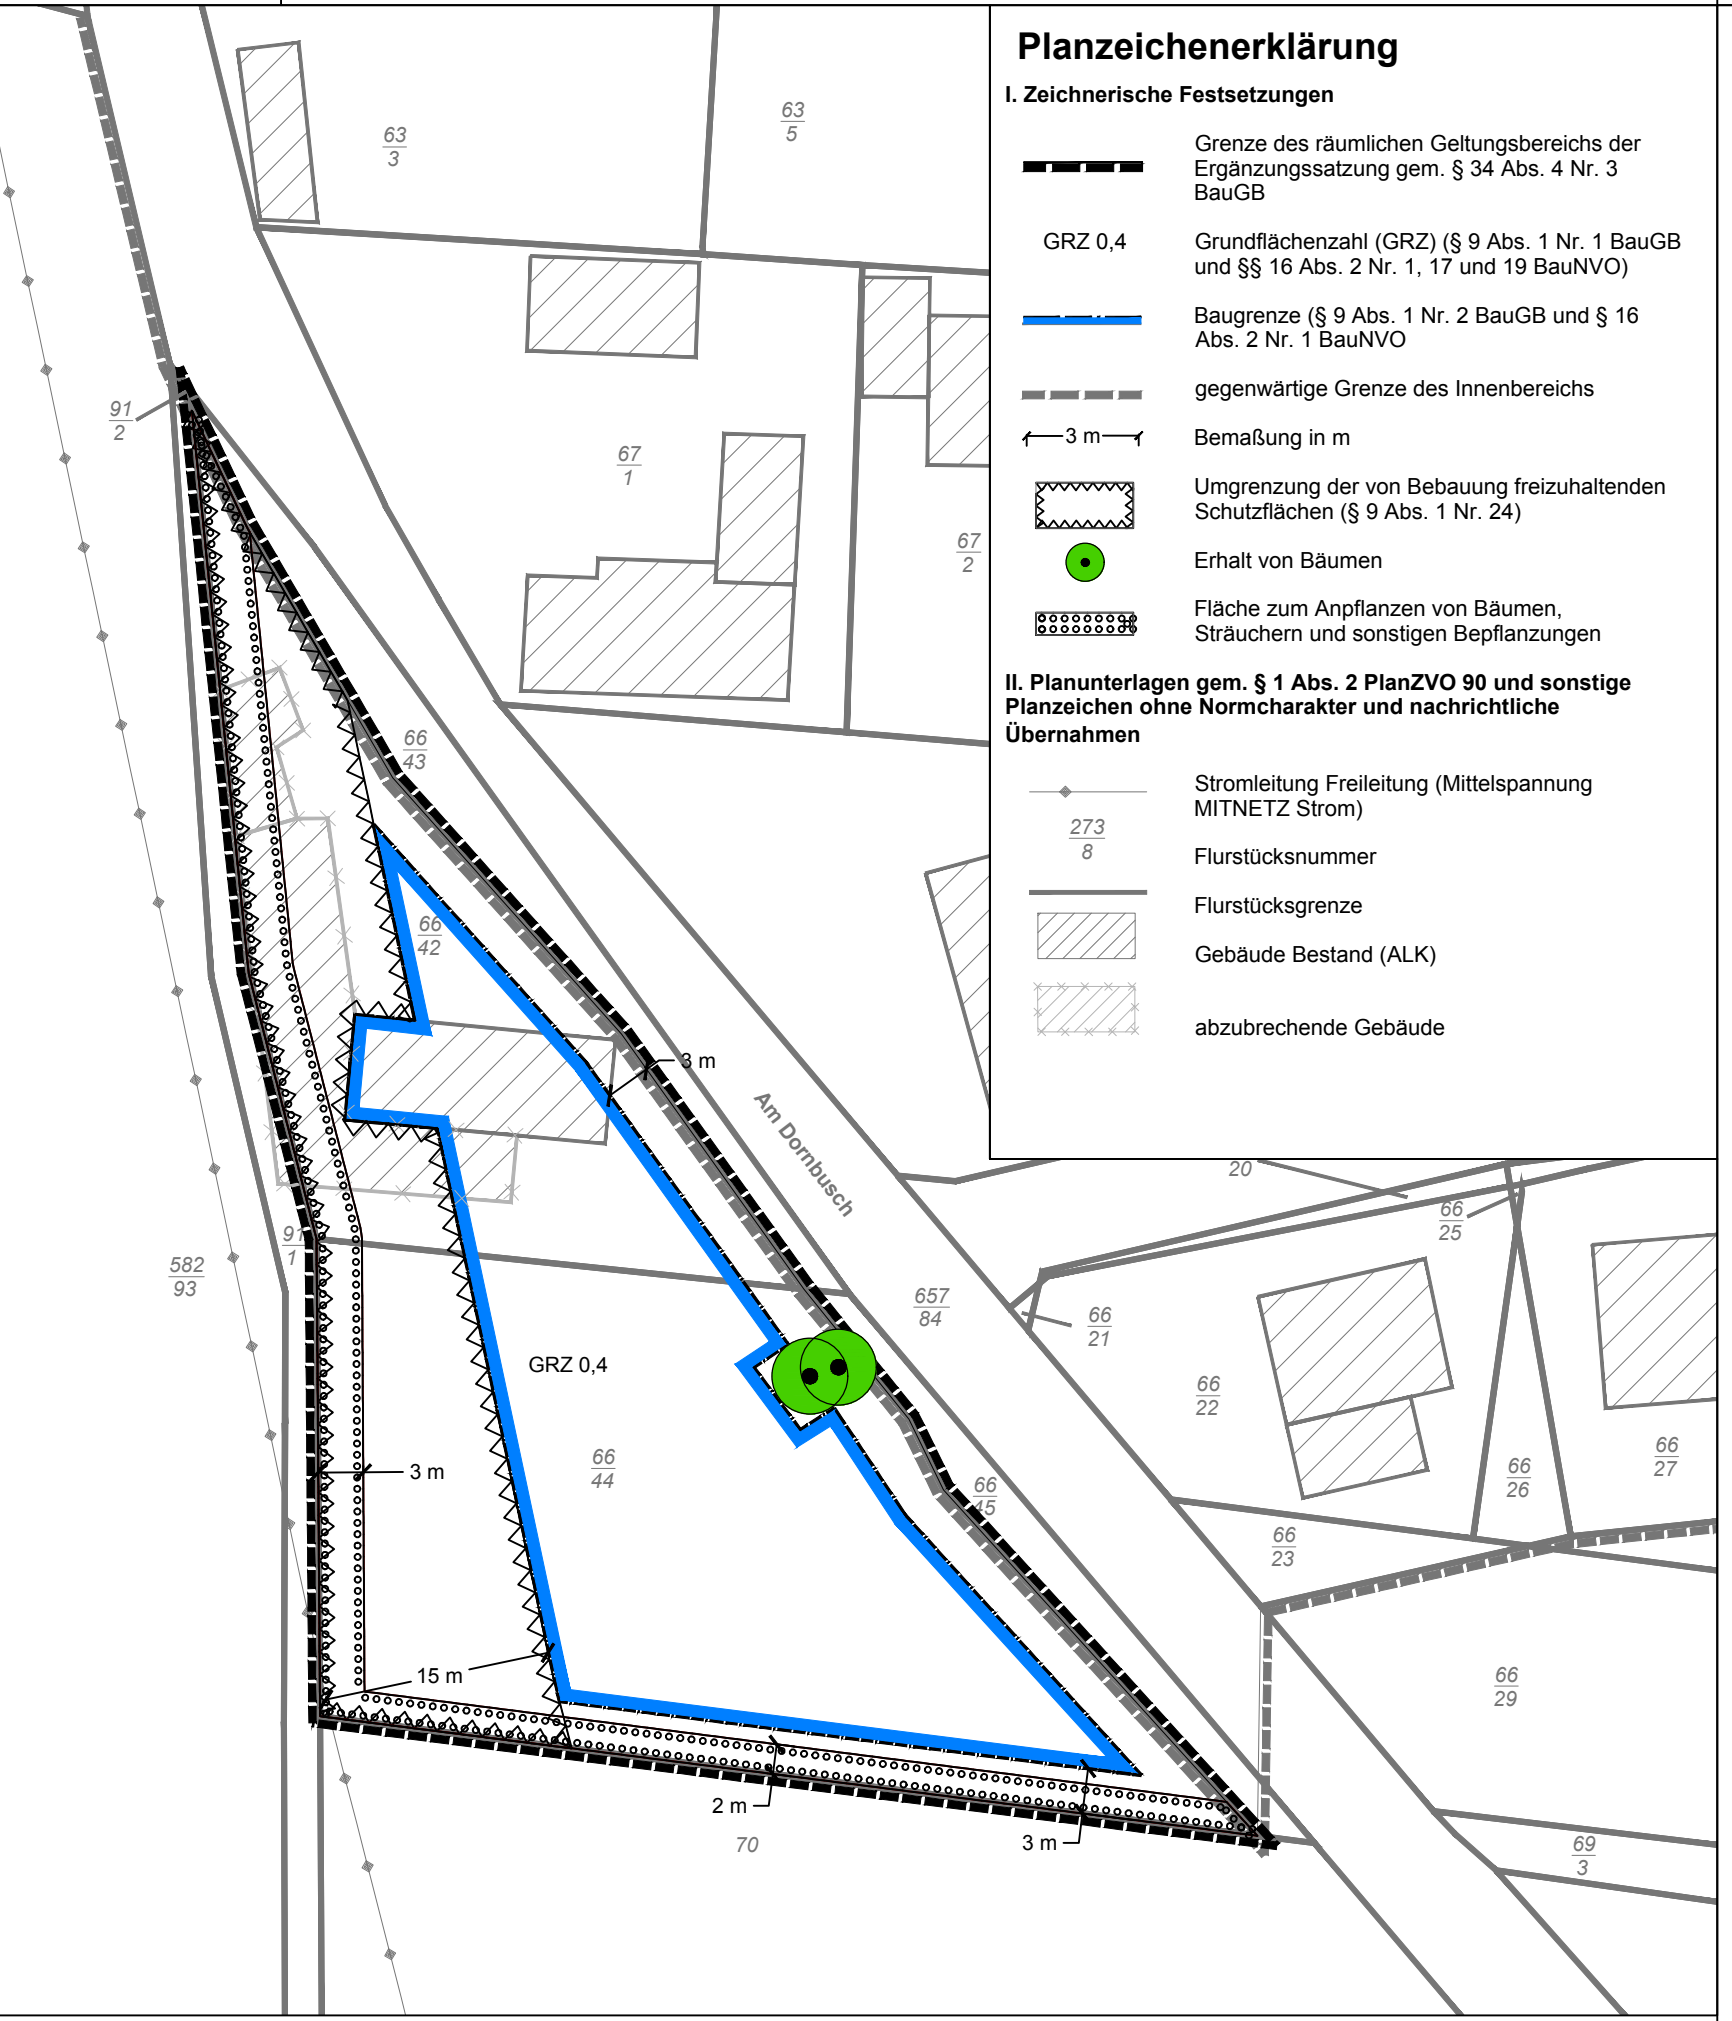 Planzeichenerklärung
I. Zeichnerische Festsetzungen
Grenze des räumlichen Geltungsbereichs der
Ergänzungssatzung gem. § 34 Abs. 4 Nr. 3
BauGB
GRZ 0,4
Grundflächenzahl (GRZ) (§ 9 Abs. 1 Nr. 1 BauGB
und §§ 16 Abs. 2 Nr. 1, 17 und 19 BauNVO)
Baugrenze (§ 9 Abs. 1 Nr. 2 BauGB und § 16
Abs. 2 Nr. 1 BauNVO
gegenwärtige Grenze des Innenbereichs
3 m
Bemaßung in m
Umgrenzung der von Bebauung freizuhaltenden
Schutzflächen (§ 9 Abs. 1 Nr. 24)
Erhalt von Bäumen
Fläche zum Anpflanzen von Bäumen,
Sträuchern und sonstigen Bepflanzungen
II. Planunterlagen gem. § 1 Abs. 2 PlanZVO 90 und sonstige
Planzeichen ohne Normcharakter und nachrichtliche
Übernahmen
Stromleitung Freileitung (Mittelspannung
MITNETZ Strom)
273
8
Flurstücksnummer
Flurstücksgrenze
Gebäude Bestand (ALK)
abzubrechende Gebäude
63
3
63
5
91
2
67
1
67
2
66
43
66
42
3 m
Am Dornbusch
20
66
25
91
1
582
93
657
84
66
21
GRZ 0,4
66
22
66
44
3 m
66
45
66
26
66
27
66
23
15 m
66
29
2 m
3 m
70
69
3